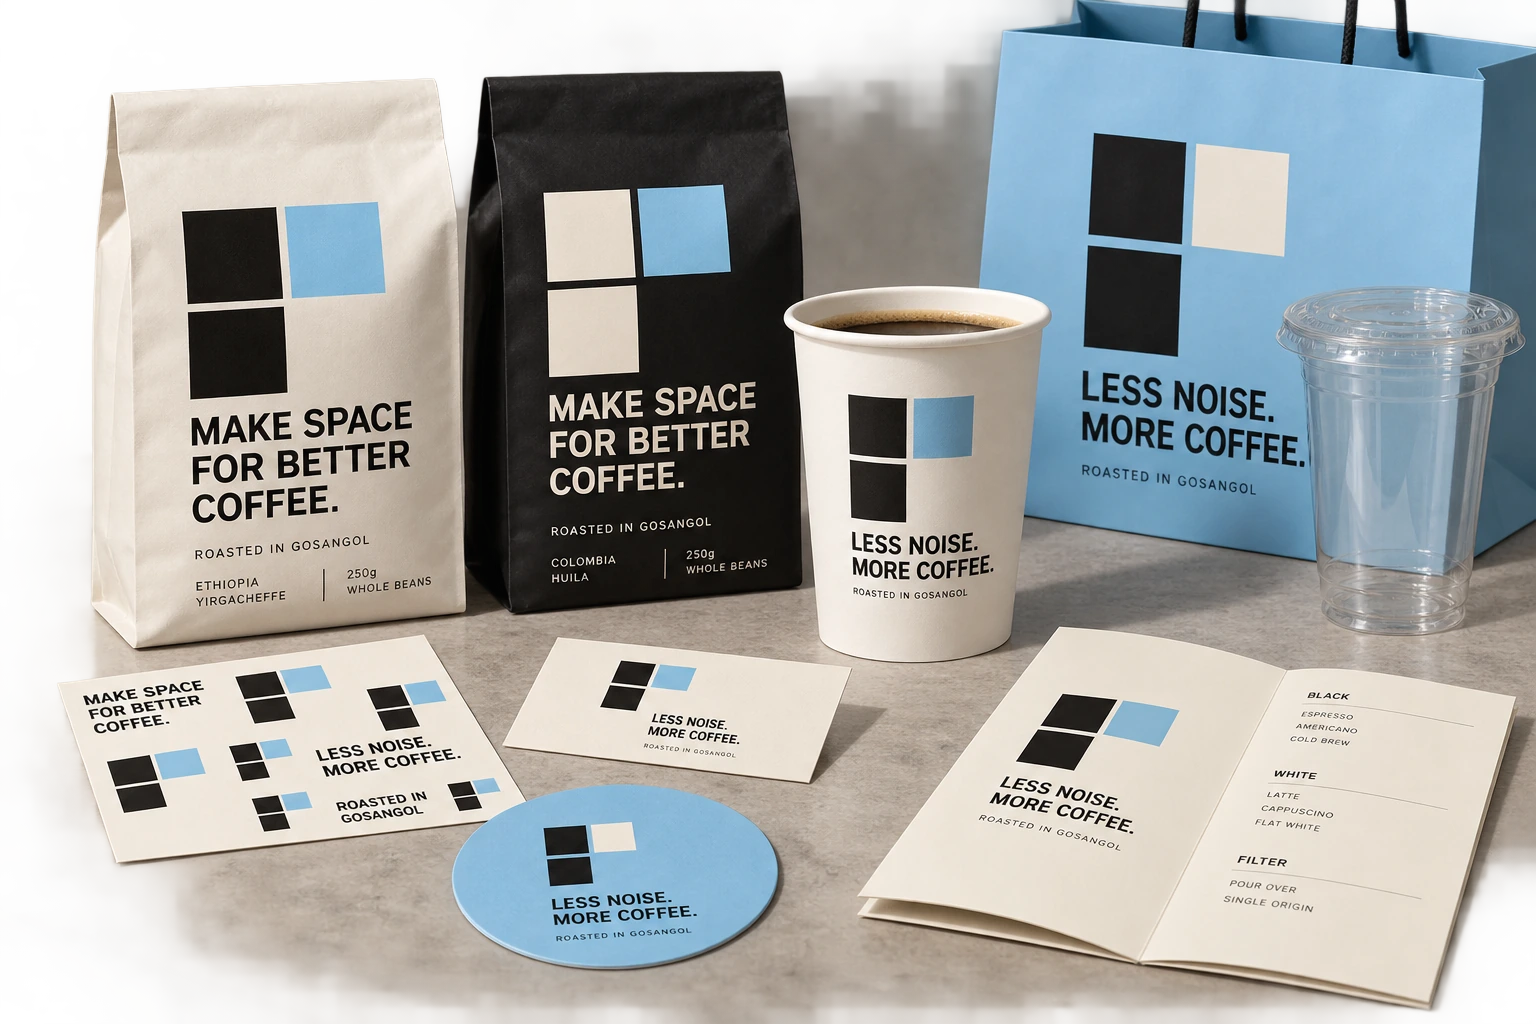 MAKE SPACE
FOR BETTER
COFFEE.
ROASTED IN GOSANGOL
ETHIOPIA
YIRGACHEFFE
250g
WHOLE BEANS
MAKE SPACE
FOR BETTER
COFFEE.
ROASTED IN GOSANGOL
COLOMBIA
HUILA
250g
WHOLE BEANS
LESS NOISE.
MORE COFFEE.
ROASTED IN GOSANGOL
LESS NOISE.
MORE COFFEE.
ROASTED IN GOSANGOL
MAKE SPACE
FOR BETTER
COFFEE.
LESS NOISE.
MORE COFFEE.
ROASTED IN
GOSANGOL
LESS NOISE.
MORE COFFEE.
ROASTED IN GOSANGOL
LESS NOISE.
MORE COFFEE.
ROASTED IN GOSANGOL
LESS NOISE.
MORE COFFEE.
ROASTED IN GOSANGOL
BLACK
ESPRESSO
AMERICANO
COLD BREW
WHITE
LATTE
CAPPUCCINO
FLAT WHITE
FILTER
POUR OVER
SINGLE ORIGIN